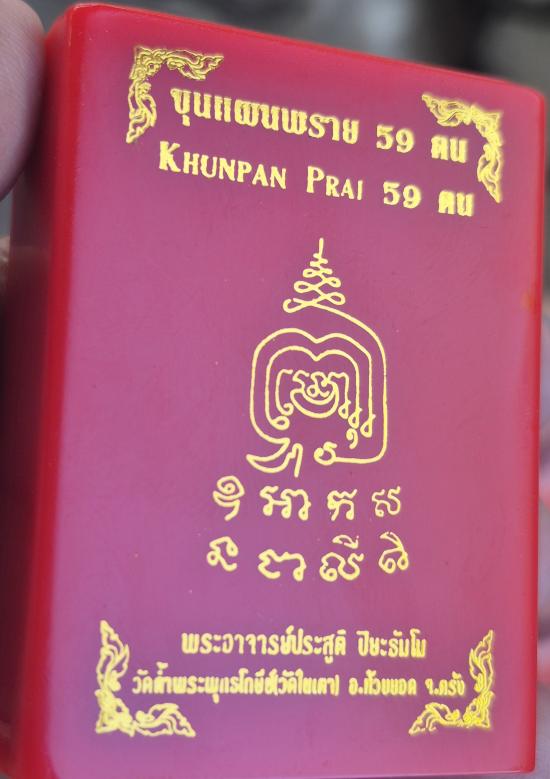 ขุนแผนพราย 59 ตน
KHUNPAN PRAI 59 ตน
พระอาจารย์ประสูติ ปิยะธัมโม
วัดถ้ำพระพุทธโกษีย์(วัดในเตา) อ.ห้วยยอด จ.ตรัง